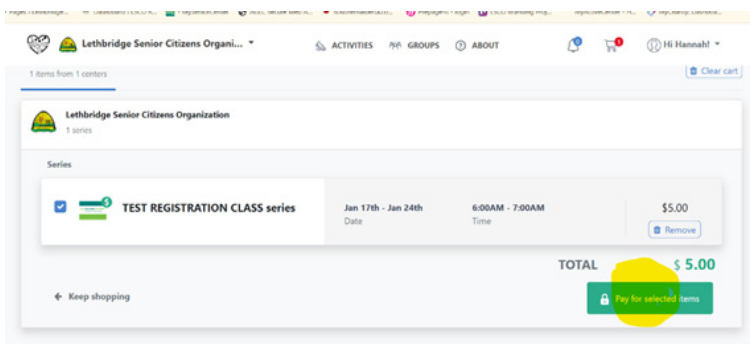 Lethbridge Senior Citizens Organi...
ACTIVITIES
GROUPS
ABOUT
Hi Hannah!
1 items from 1 centers
Clear cart
Lethbridge Senior Citizens Organization
1 series
Series
TEST REGISTRATION CLASS series
Jan 17th - Jan 24th
Date
6:00AM - 7:00AM
Time
$5.00
Remove
TOTAL
$ 5.00
Keep shopping
Pay for selected items